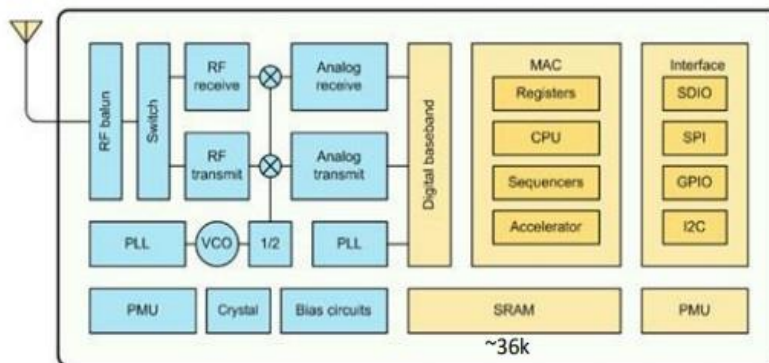 RF balun
Switch
RF
receive
Analog
receive
RF
transmit
Analog
transmit
PLL
VCO
1/2
PLL
Digital baseband
MAC
Registers
CPU
Sequencers
Accelerator
Interface
SDIO
SPI
GPIO
I2C
PMU
Crystal
Bias circuits
SRAM
PMU
~36k